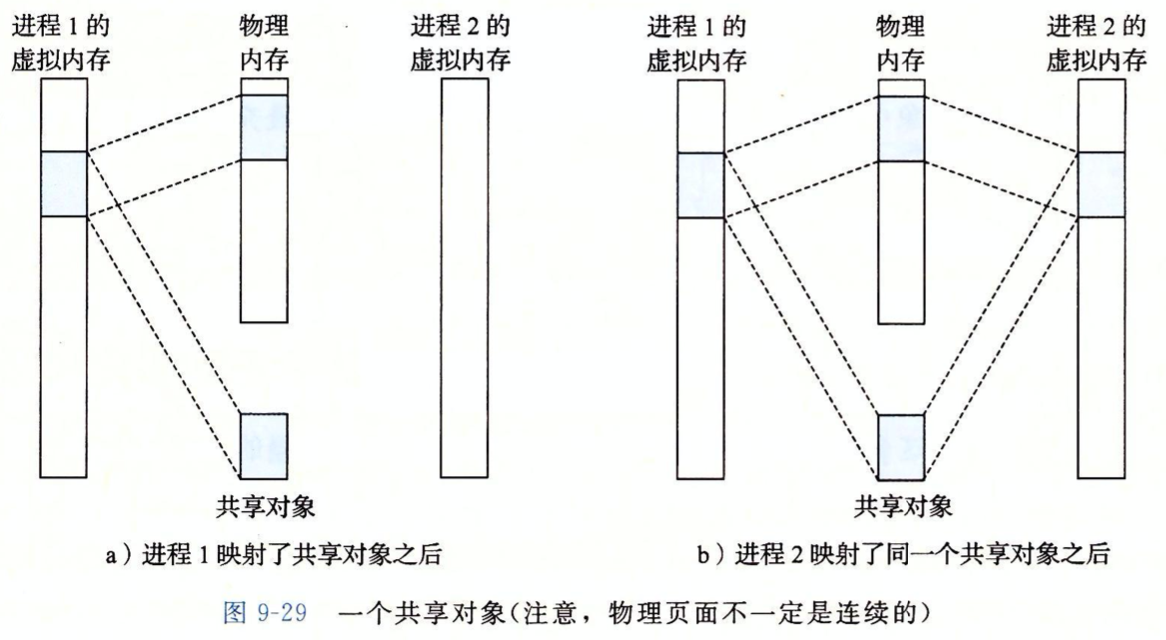 进程 1 的
虚拟内存
物理
内存
进程 2 的
虚拟内存
共享对象
a）进程 1 映射了共享对象之后
进程 1 的
虚拟内存
物理
内存
进程 2 的
虚拟内存
共享对象
b）进程 2 映射了同一个共享对象之后
图 9-29 一个共享对象(注意，物理页面不一定是连续的)